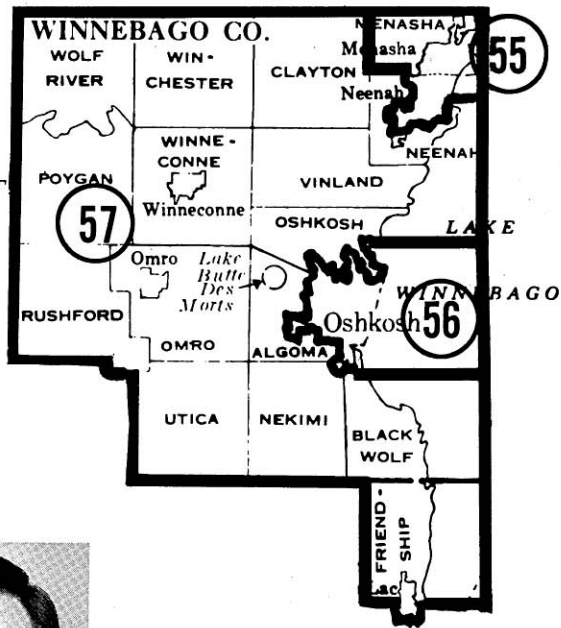 WINNEBAGO CO.
MENASHA
Menasha
55
WOLF
RIVER
WIN-
CHESTER
CLAYTON
Neenah
NEENAH
WINNE-
CONNE
POYGAN
VINLAND
Winneconne
57
OSHKOSH
LAKE
WINNEBAGO
Omro
Lake
Butte
Des
Morts
RUSHFORD
Oshkosh
56
OMRO
ALGOMA
UTICA
NEKIMI
BLACK
WOLF
FRIEND-
SHIP